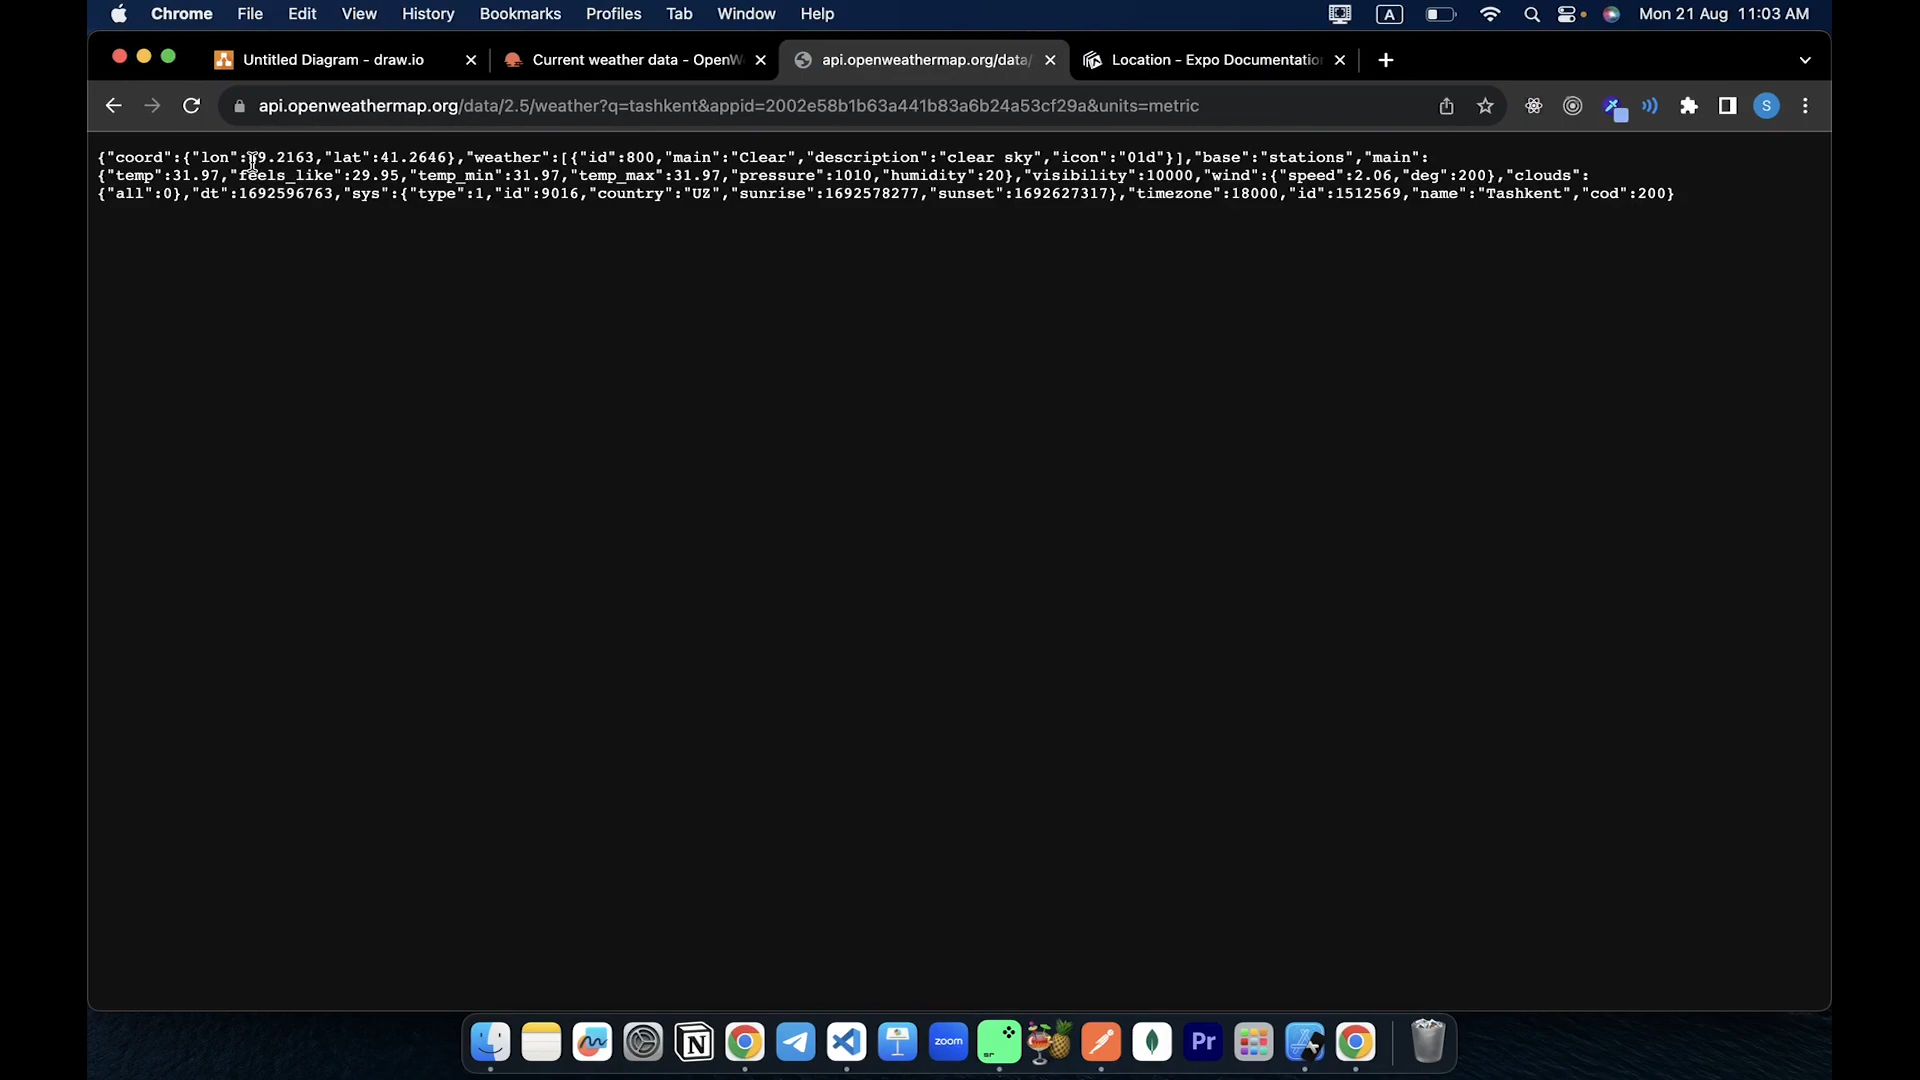 Chrome File Edit View History Bookmarks Profiles Tab Window Help A Mon 21 Aug 11:03 AM
Untitled Diagram - draw.io Current weather data - OpenW api.openweathermap.org/data/ Location - Expo Documentatio
api.openweathermap.org/data/2.5/weather?q=tashkent&appid=2002e58b1b63a441b83a6b24a53cf29a&units=metric S
{"coord":{"lon": 9.2163,"lat":41.2646},"weather":[{"id":800,"main":"Clear","description":"clear sky","icon":"01d"}],"base":"stations","main":
{"temp":31.97,"feels_like":29.95,"temp_min":31.97,"temp_max":31.97,"pressure":1010,"humidity":20},"visibility":10000,"wind":{"speed":2.06,"deg":200},"clouds":
{"all":0},"dt":1692596763,"sys":{"type":1,"id":9016,"country":"UZ","sunrise":1692578277,"sunset":1692627317},"timezone":18000,"id":1512569,"name":"Tashkent","cod":200}
zoom sr Pr